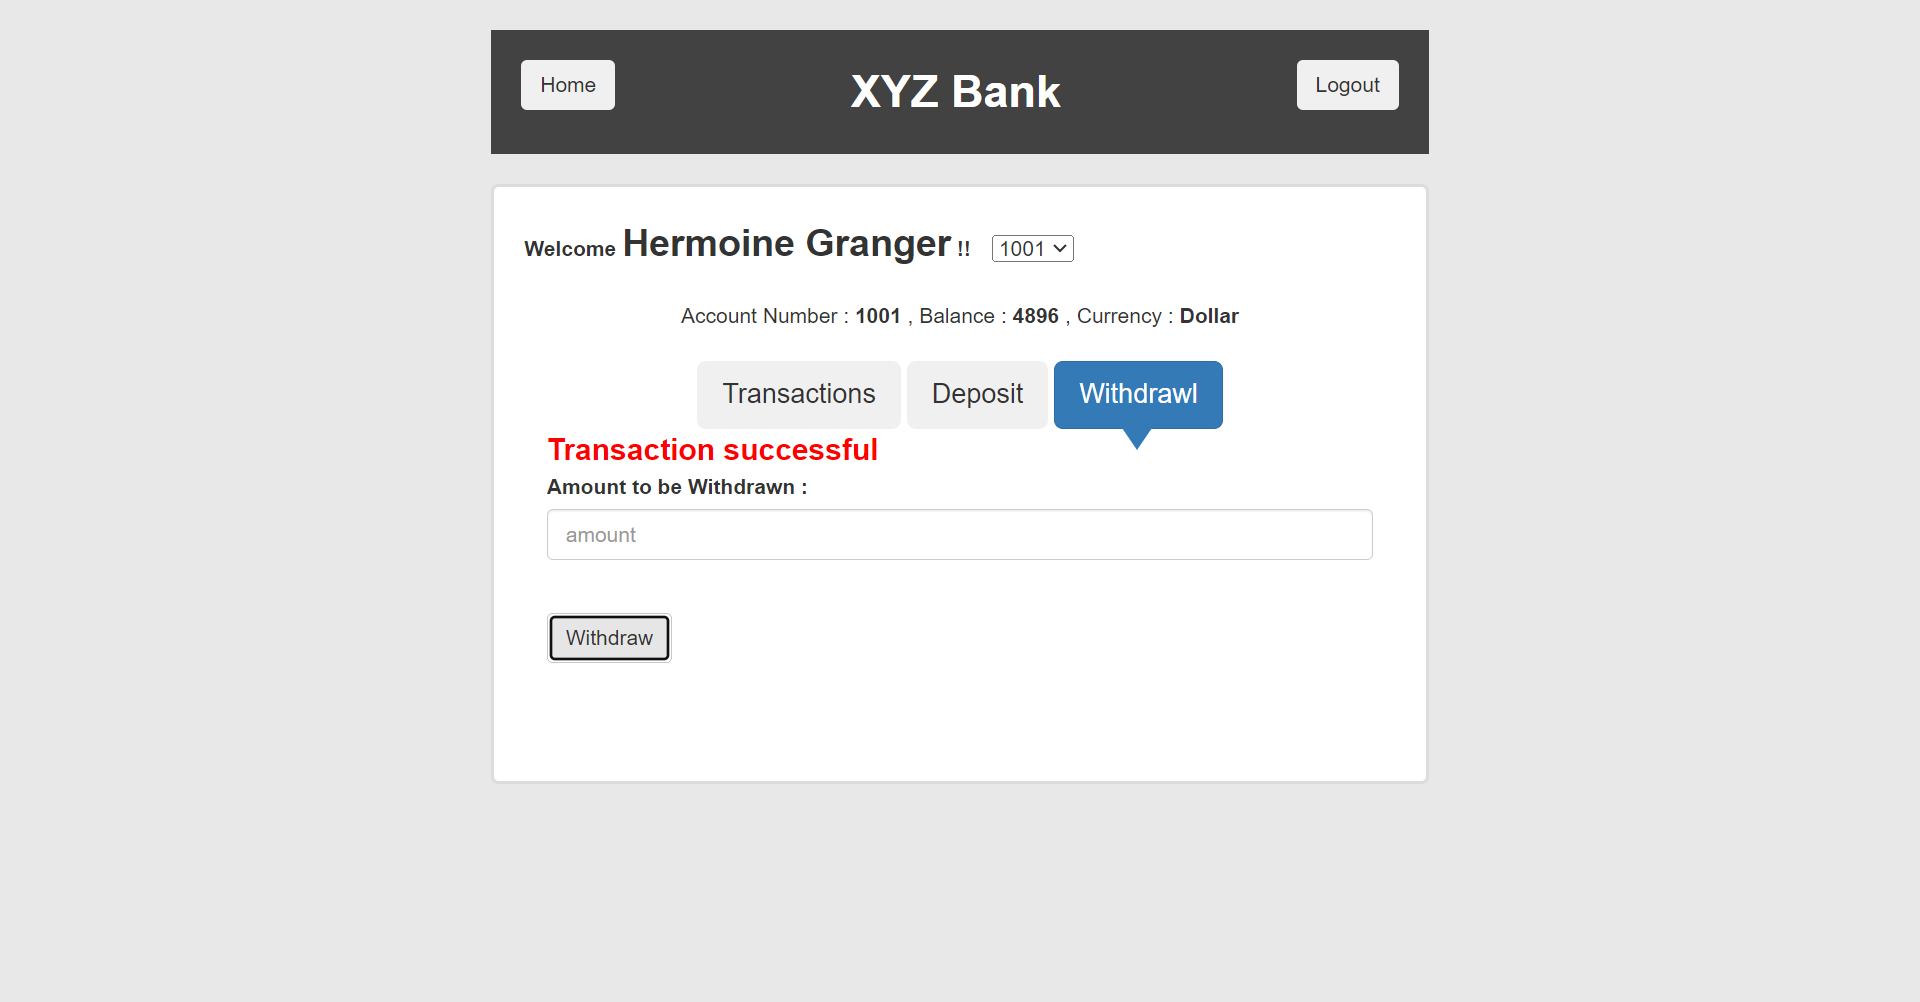 Home XYZ Bank Logout
Welcome Hermoine Granger !! 1001
Account Number : 1001 , Balance : 4896 , Currency : Dollar
Transactions Deposit Withdrawl
Transaction successful
Amount to be Withdrawn :
amount
Withdraw